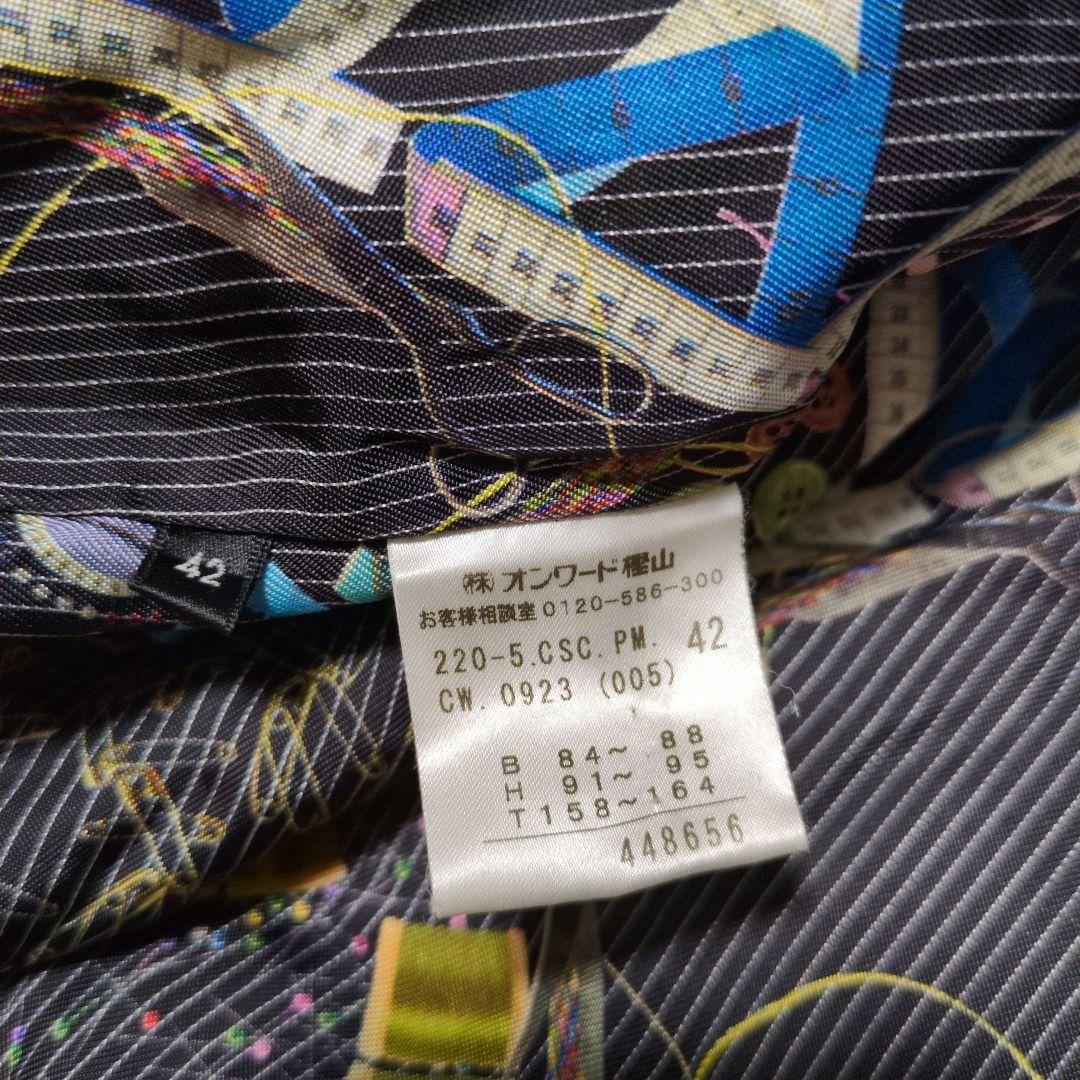 42
(株)オンワード樫山
お客様相談室 0120-586-300
220-5.CSC.PM. 42
CW. 0923 (005)
B 84～ 88
H 91～ 95
T 158～164
448656